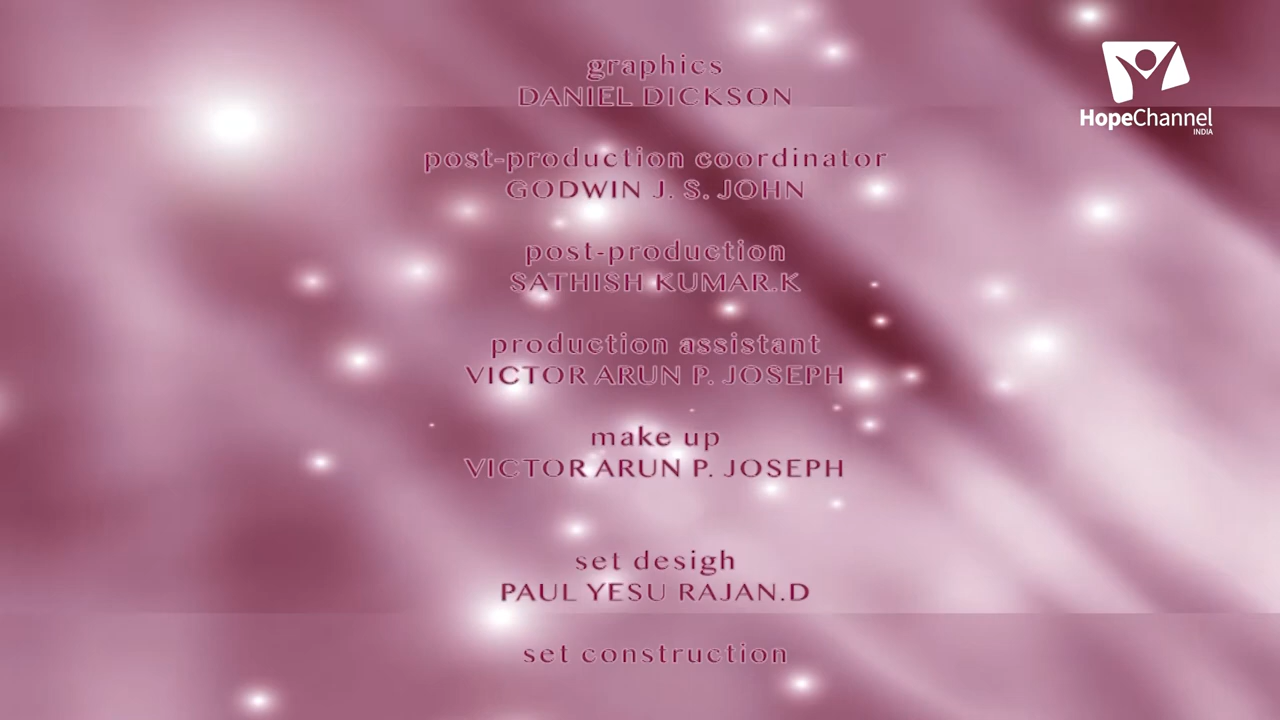 graphics
DANIEL DICKSON
HopeChannel
INDIA
post-production coordinator
GODWIN J. S. JOHN
post-production
SATHISH KUMAR.K
production assistant
VICTOR ARUN P. JOSEPH
make up
VICTOR ARUN P. JOSEPH
set desigh
PAUL YESU RAJAN.D
set construction